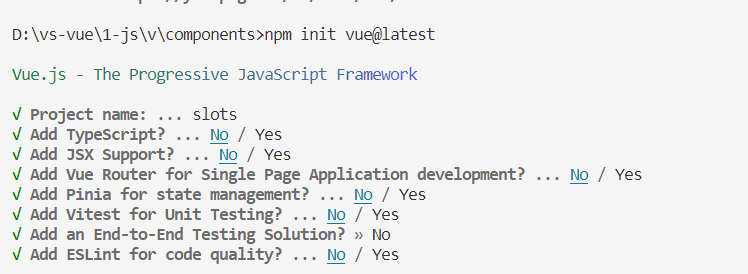 D:\vs-vue\1-js\v\components>npm init vue@latest
Vue.js - The Progressive JavaScript Framework
√ Project name: ... slots
√ Add TypeScript? ... No / Yes
√ Add JSX Support? ... No / Yes
√ Add Vue Router for Single Page Application development? ... No / Yes
√ Add Pinia for state management? ... No / Yes
√ Add Vitest for Unit Testing? ... No / Yes
√ Add an End-to-End Testing Solution? » No
√ Add ESLint for code quality? ... No / Yes